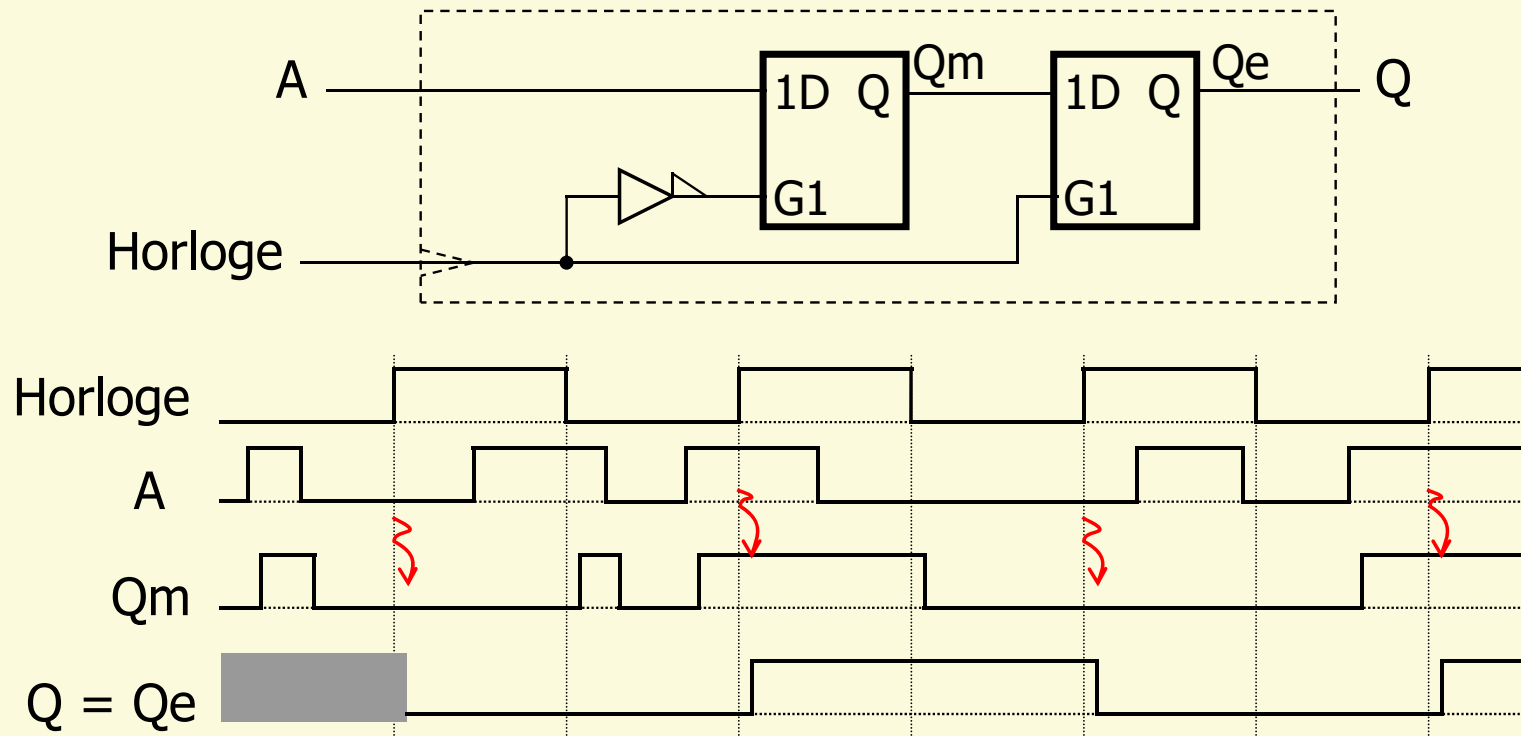 A
1D Q
Qm
1D Q
Qe
Q
G1
G1
Horloge
Horloge
A
Qm
Q = Qe